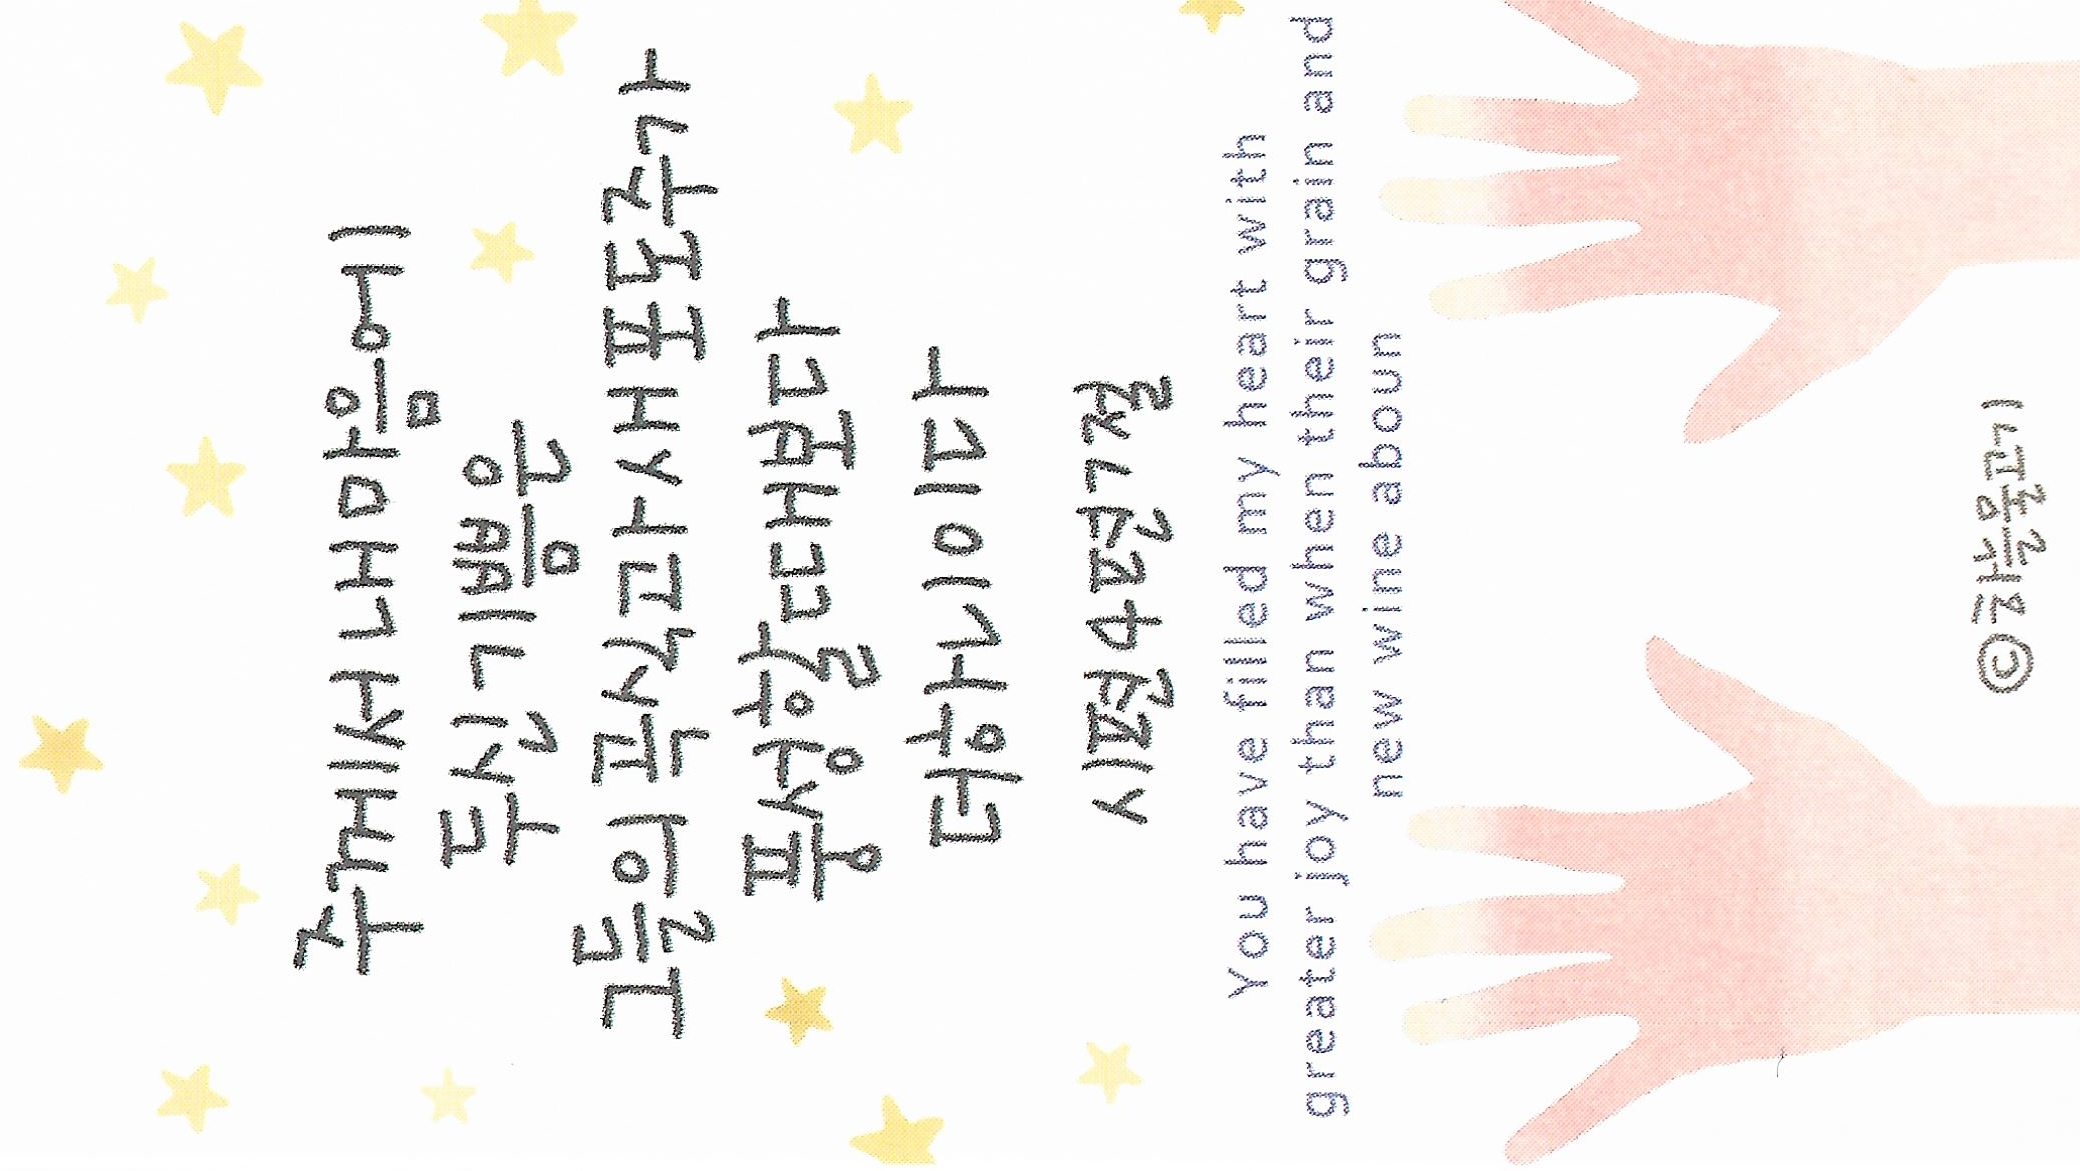 주께서 내 마음에
두신 기쁨은
그들의 곡식과 새 포도주가
풍성할 때보다
더하니이다
시편 4편 7절
You have filled my heart with
greater joy than when their grain and
new wine aboun
©하늘물고기